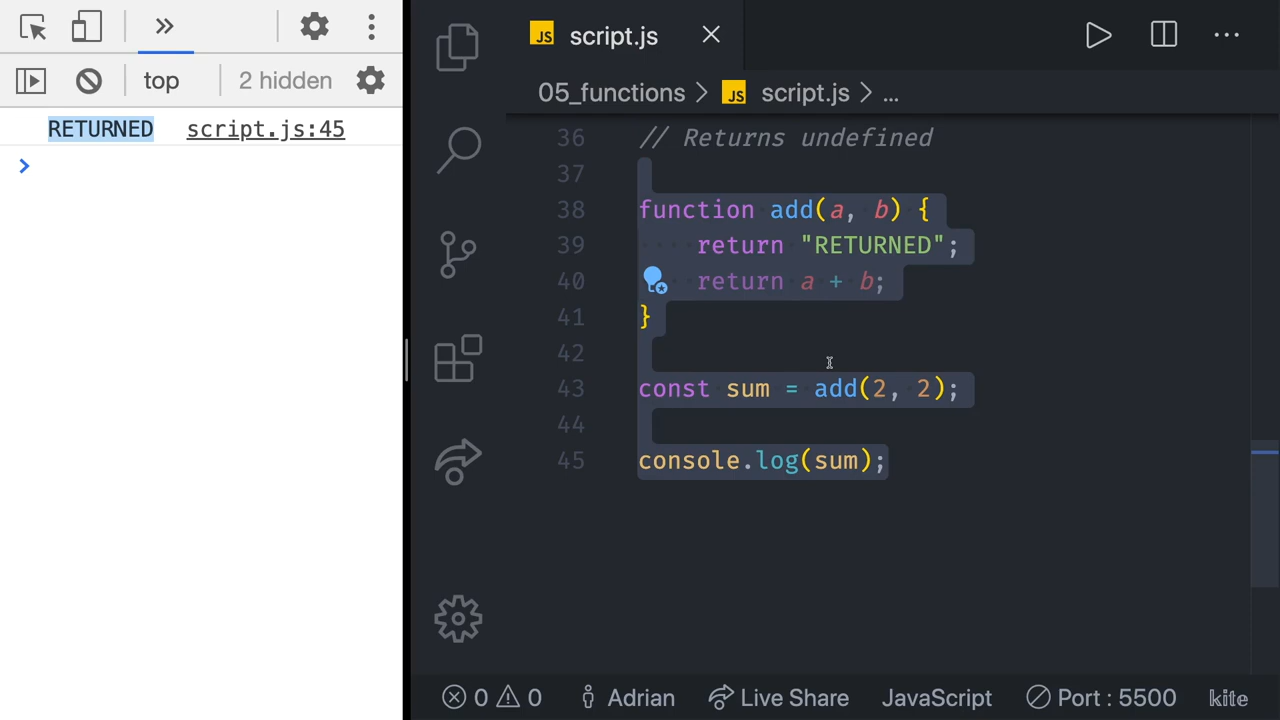 top
2 hidden
RETURNED script.js:45
JS script.js
05_functions > JS script.js > ...
36 // Returns undefined
37
38 function add(a, b) {
39 return "RETURNED";
40 return a + b;
41 }
42
43 const sum = add(2, 2);
44
45 console.log(sum);
0 0 Adrian Live Share JavaScript Port : 5500 kite